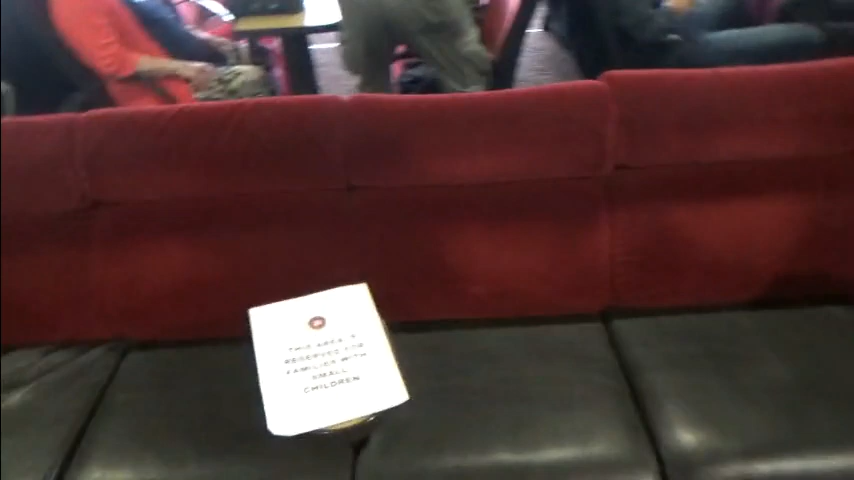 THIS AREA IS
RESERVED FOR
FAMILIES WITH
SMALL
CHILDREN